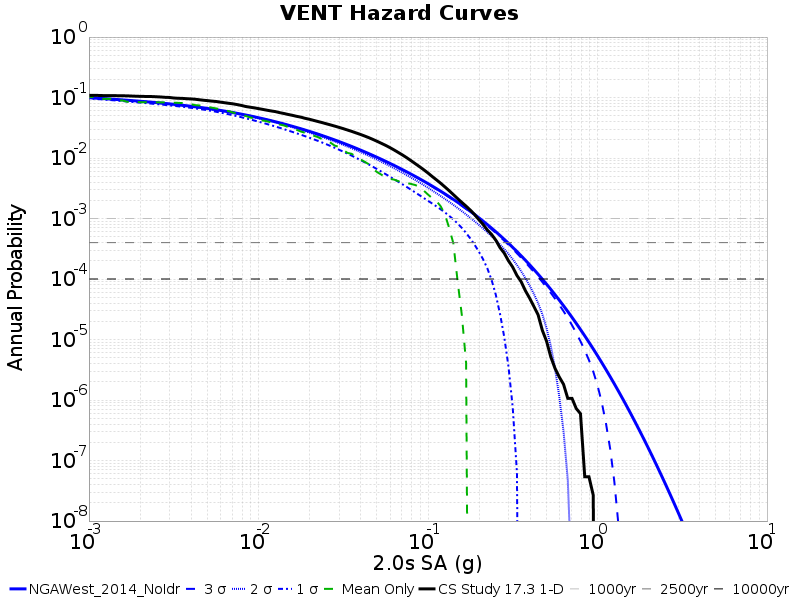 VENT Hazard Curves
10^0
10^-1
10^-2
10^-3
10^-4
10^-5
10^-6
10^-7
10^-8
Annual Probability
10^-3 10^-2 10^-1 10^0 10^1
2.0s SA (g)
NGAWest_2014_NoIdr 3 σ 2 σ 1 σ Mean Only CS Study 17.3 1-D 1000yr 2500yr 10000yr